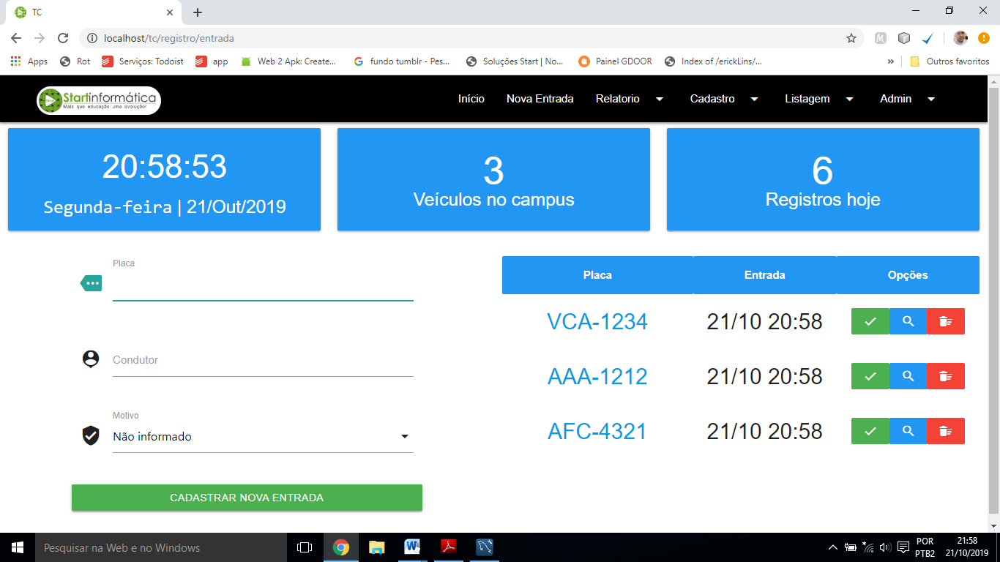 TC
localhost/tc/registro/entrada
Apps Rot Serviços: Todoist app Web 2 Apk: Create... fundo tumblr - Pes... Soluções Start | No... Painel GDOOR Index of /erickLins/... » Outros favoritos
Startinformática
Mais que educação uma evolução!
Início Nova Entrada Relatorio Cadastro Listagem Admin
20:58:53
Segunda-feira | 21/Out/2019
3
Veículos no campus
6
Registros hoje
Placa
Condutor
Motivo
Não informado
CADASTRAR NOVA ENTRADA
Placa Entrada Opções
VCA-1234 21/10 20:58
AAA-1212 21/10 20:58
AFC-4321 21/10 20:58
Pesquisar na Web e no Windows
POR
PTB2
21:58
21/10/2019